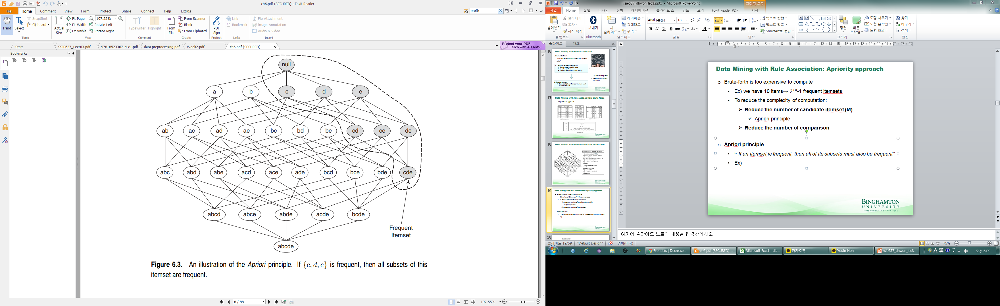 ch6.pdf (SECURED) - Foxit Reader
File Home Comment View Form Protect Share Connect Help Extras
prefix
Hand
Select
SnapShot
Clipboard
Tools
Actual Size
Fit Page
Fit Width
Fit Visible
197.55%
Rotate Left
Rotate Right
View
Typewriter
Highlight
Comment
From File
From Scanner
Blank
From Clipboard
Create
PDF Sign
Protect
Link
Bookmark
Links
File Attachment
Image Annotation
Audio & Video
Insert
Start
SSIE637_Lect03.pdf
9781852336714-c1.pdf
data preprocessing.pdf
Week2.pdf
ch6.pdf (SECURED)
Protect your PDF
files with AD RMS
Bookmarks
null
a b c d e
ab ac ad ae bc bd be cd ce de
abc abd abe acd ace ade bcd bce bde cde
abcd abce abde acde bcde
Frequent
Itemset
abcde
Figure 6.3. An illustration of the Apriori principle. If {c, d, e} is frequent, then all subsets of this
itemset are frequent.
8 / 88
197.55%
ssie637_dhwon_lec3.pptx - Microsoft PowerPoint
그리기 도구
파일 Home 삽입 디자인 전환 애니메이션 슬라이드 쇼 검토 보기 Foxit Reader PDF 서식
붙여넣기
잘라내기
복사
서식 복사
클립보드
보내기
Bluetooth
새 슬라이드
레이아웃
원래대로
구역
슬라이드
Arial (본문) 18
글꼴
텍스트 방향
텍스트 맞춤
SmartArt로 변환
단락
정렬
빠른 스타일
도형 채우기
도형 윤곽선
도형 효과
그리기
찾기
바꾸기
선택
편집
슬라이드 개요
16
Data Mining with Rule Association
17
Data Mining with Rule Association: Brute force
18
Data Mining with Rule Association: Brute force
19
Data Mining with Rule Association: Apriority approach
20
Data Mining with Rule Association: Apriority approach
o Brute-forth is too expensive to compute
• Ex) we have 10 items→ 2^10-1 frequent itemsets
• To reduce the complexity of computation:
➢ Reduce the number of candidate itemset (M)
✓ Apriori principle
➢ Reduce the number of comparison
o Apriori principle
• “ If an itemset is frequent, then all of its subsets must also be frequent”
• Ex)
BINGHAMTON
UNIVERSITY
STATE UNIVERSITY OF NEW YORK
여기에 슬라이드 노트의 내용을 입력하십시오
슬라이드 19/59 "Default Design" 영어(미국)
75%
Frontiers | Decrease...
ch6.pdf (SECURED) ...
Microsoft Excel - dia...
카카오톡
Youin Noh
ssie637_dhwon_lec3...
A 漢
오후 6:09